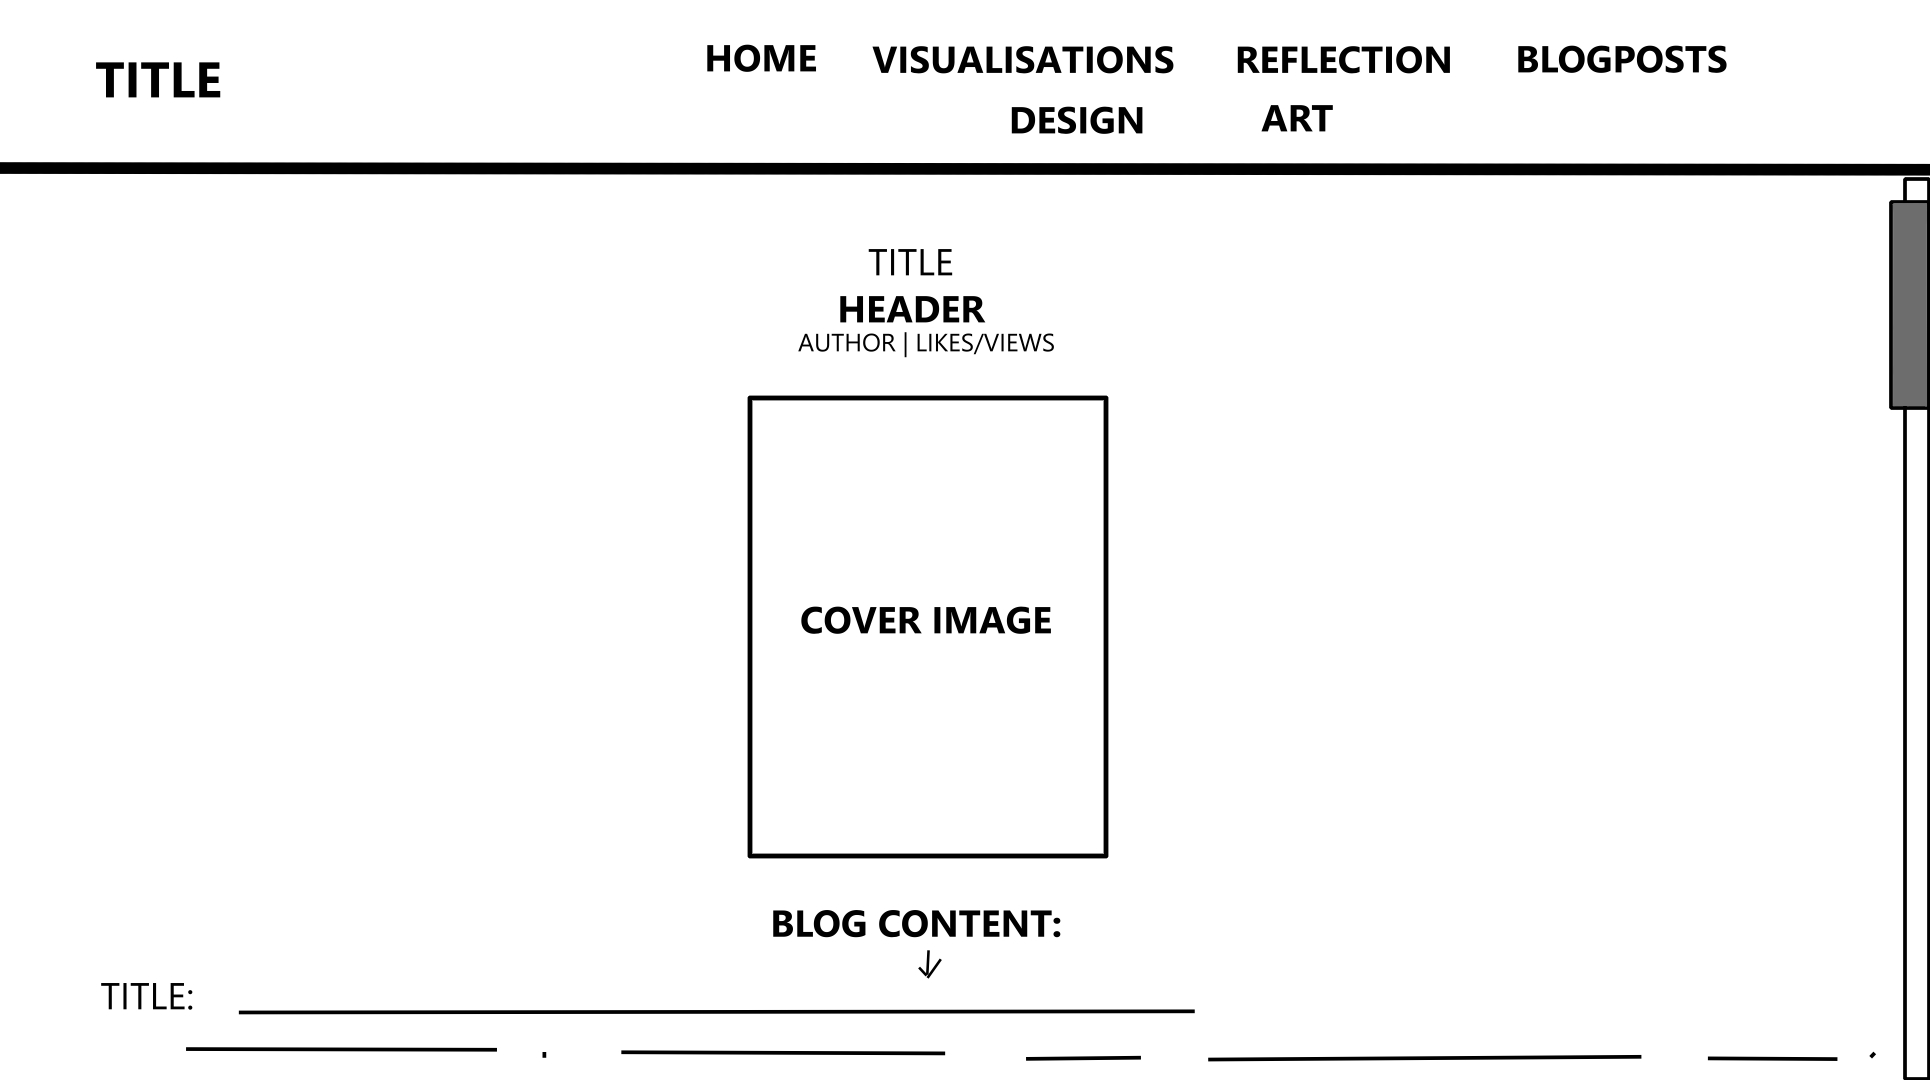 TITLE
HOME VISUALISATIONS REFLECTION BLOGPOSTS
DESIGN ART
TITLE
HEADER
AUTHOR | LIKES/VIEWS
COVER IMAGE
BLOG CONTENT:
TITLE: